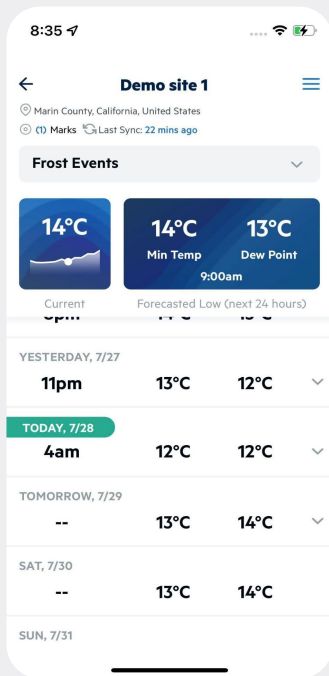 8:35
Demo site 1
Marin County, California, United States
(1) Marks Last Sync: 22 mins ago
Frost Events
14°C
14°C 13°C
Min Temp Dew Point
9:00am
Current Forecasted Low (next 24 hours)
YESTERDAY, 7/27
11pm 13°C 12°C
TODAY, 7/28
4am 12°C 12°C
TOMORROW, 7/29
-- 13°C 14°C
SAT, 7/30
-- 13°C 14°C
SUN, 7/31